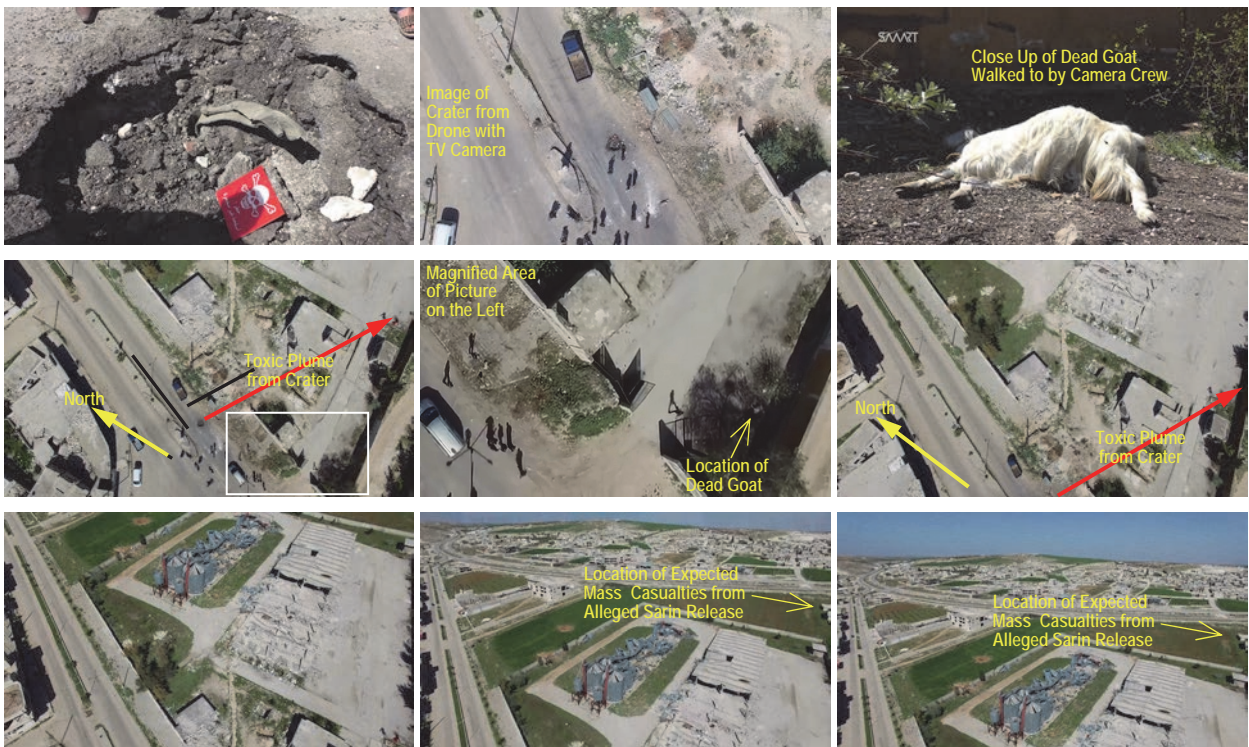 SMART
Image of
Crater from
Drone with
TV Camera
SMART
Close Up of Dead Goat
Walked to by Camera Crew
Toxic Plume
from Crater
North
Magnified Area
of Picture
on the Left
Location of
Dead Goat
North
Toxic Plume
from Crater
Location of Expected
Mass Casualties from
Alleged Sarin Release
Location of Expected
Mass Casualties from
Alleged Sarin Release